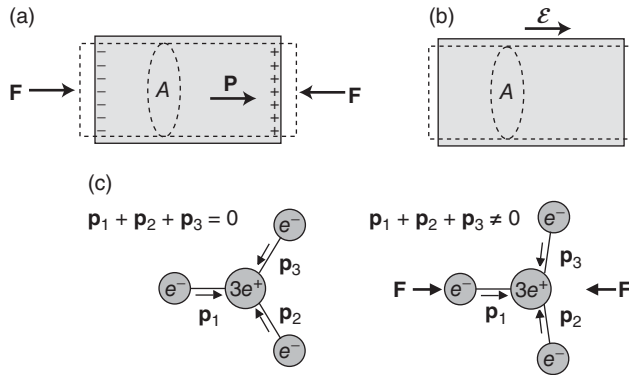 (a)
F
A
P
F
− − − − − − −
+ + + + + + +
(b)
ℰ
A
(c)
p₁ + p₂ + p₃ = 0
e⁻
3e⁺
e⁻
e⁻
p₁
p₂
p₃
p₁ + p₂ + p₃ ≠ 0
F
e⁻
3e⁺
e⁻
e⁻
p₁
p₂
p₃
F